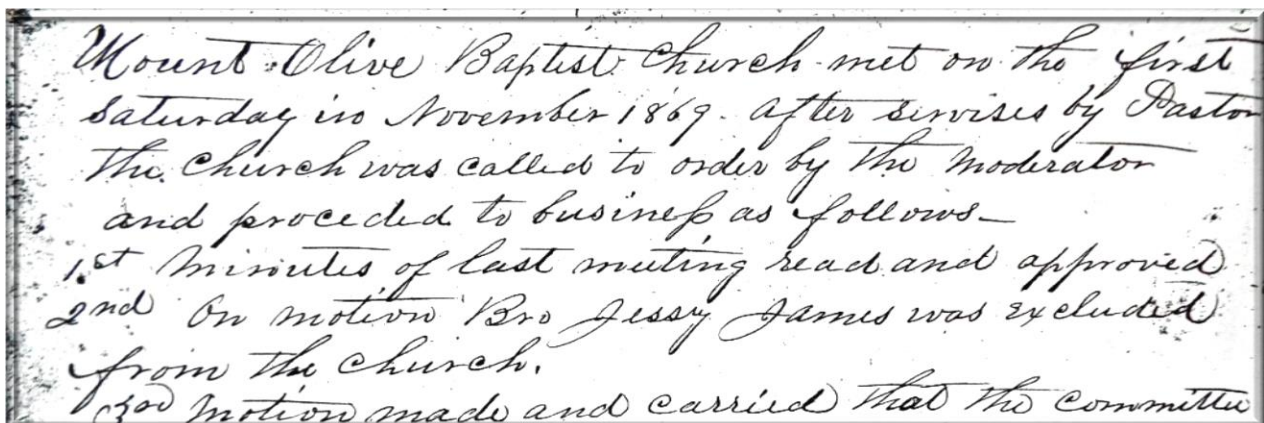 Mount Olive Baptist Church met on the first
Saturday in November 1869. After servises by Pastor
the Church was called to order by the Moderator
and proceded to business as follows—
1st Minutes of last meeting read and approved
2nd On motion Bro Jessy James was excluded
from the Church.
3rd Motion made and carried that the committee